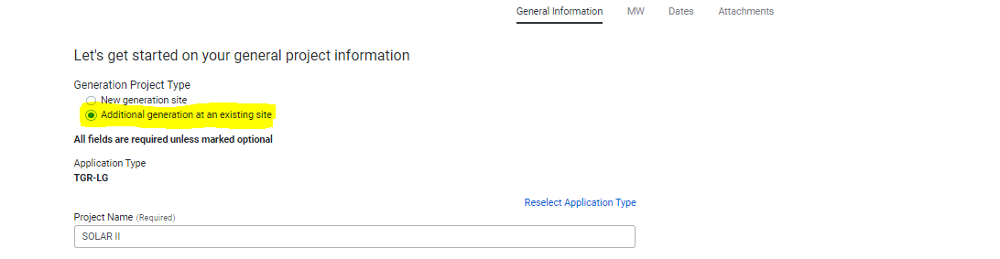 General Information MW Dates Attachments
Let's get started on your general project information
Generation Project Type
New generation site
Additional generation at an existing site
All fields are required unless marked optional
Application Type
TGR-LG
Reselect Application Type
Project Name (Required)
SOLAR II